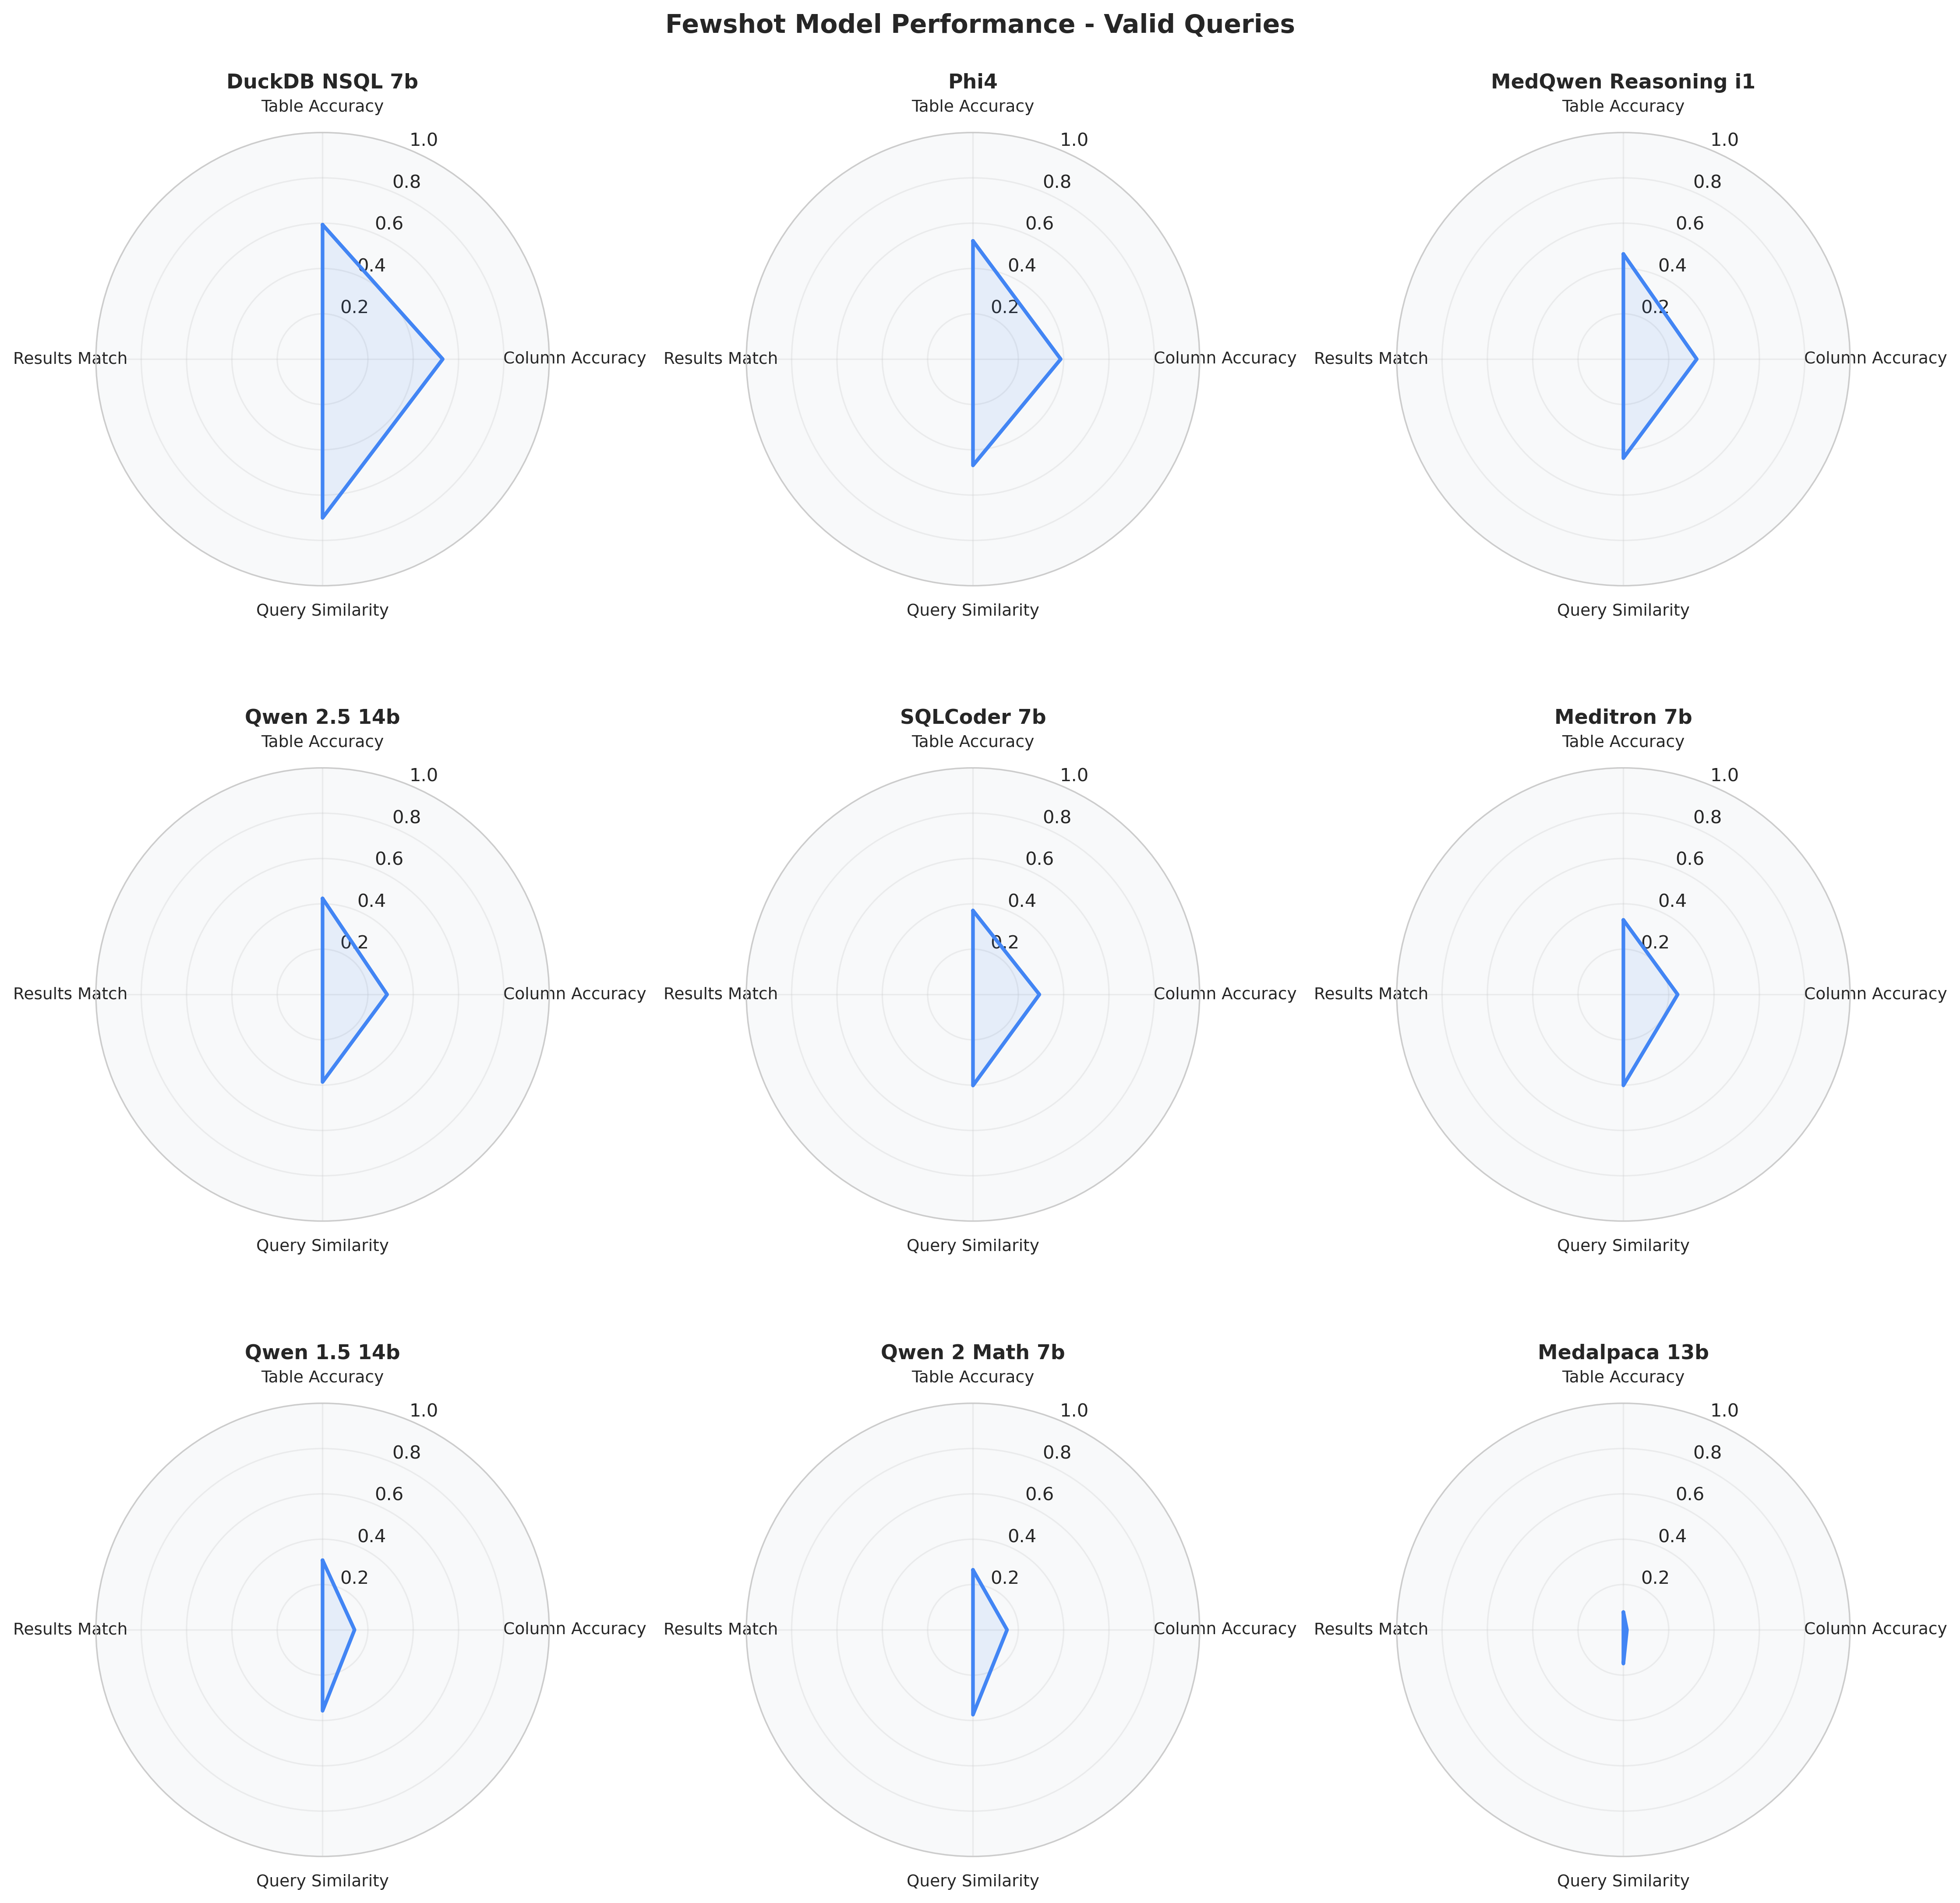 Fewshot Model Performance - Valid Queries
DuckDB NSQL 7b
Table Accuracy
1.0
0.8
0.6
0.4
0.2
Results Match
Column Accuracy
Query Similarity
Phi4
Table Accuracy
1.0
0.8
0.6
0.4
0.2
Results Match
Column Accuracy
Query Similarity
MedQwen Reasoning i1
Table Accuracy
1.0
0.8
0.6
0.4
0.2
Results Match
Column Accuracy
Query Similarity
Qwen 2.5 14b
Table Accuracy
1.0
0.8
0.6
0.4
0.2
Results Match
Column Accuracy
Query Similarity
SQLCoder 7b
Table Accuracy
1.0
0.8
0.6
0.4
0.2
Results Match
Column Accuracy
Query Similarity
Meditron 7b
Table Accuracy
1.0
0.8
0.6
0.4
0.2
Results Match
Column Accuracy
Query Similarity
Qwen 1.5 14b
Table Accuracy
1.0
0.8
0.6
0.4
0.2
Results Match
Column Accuracy
Query Similarity
Qwen 2 Math 7b
Table Accuracy
1.0
0.8
0.6
0.4
0.2
Results Match
Column Accuracy
Query Similarity
Medalpaca 13b
Table Accuracy
1.0
0.8
0.6
0.4
0.2
Results Match
Column Accuracy
Query Similarity